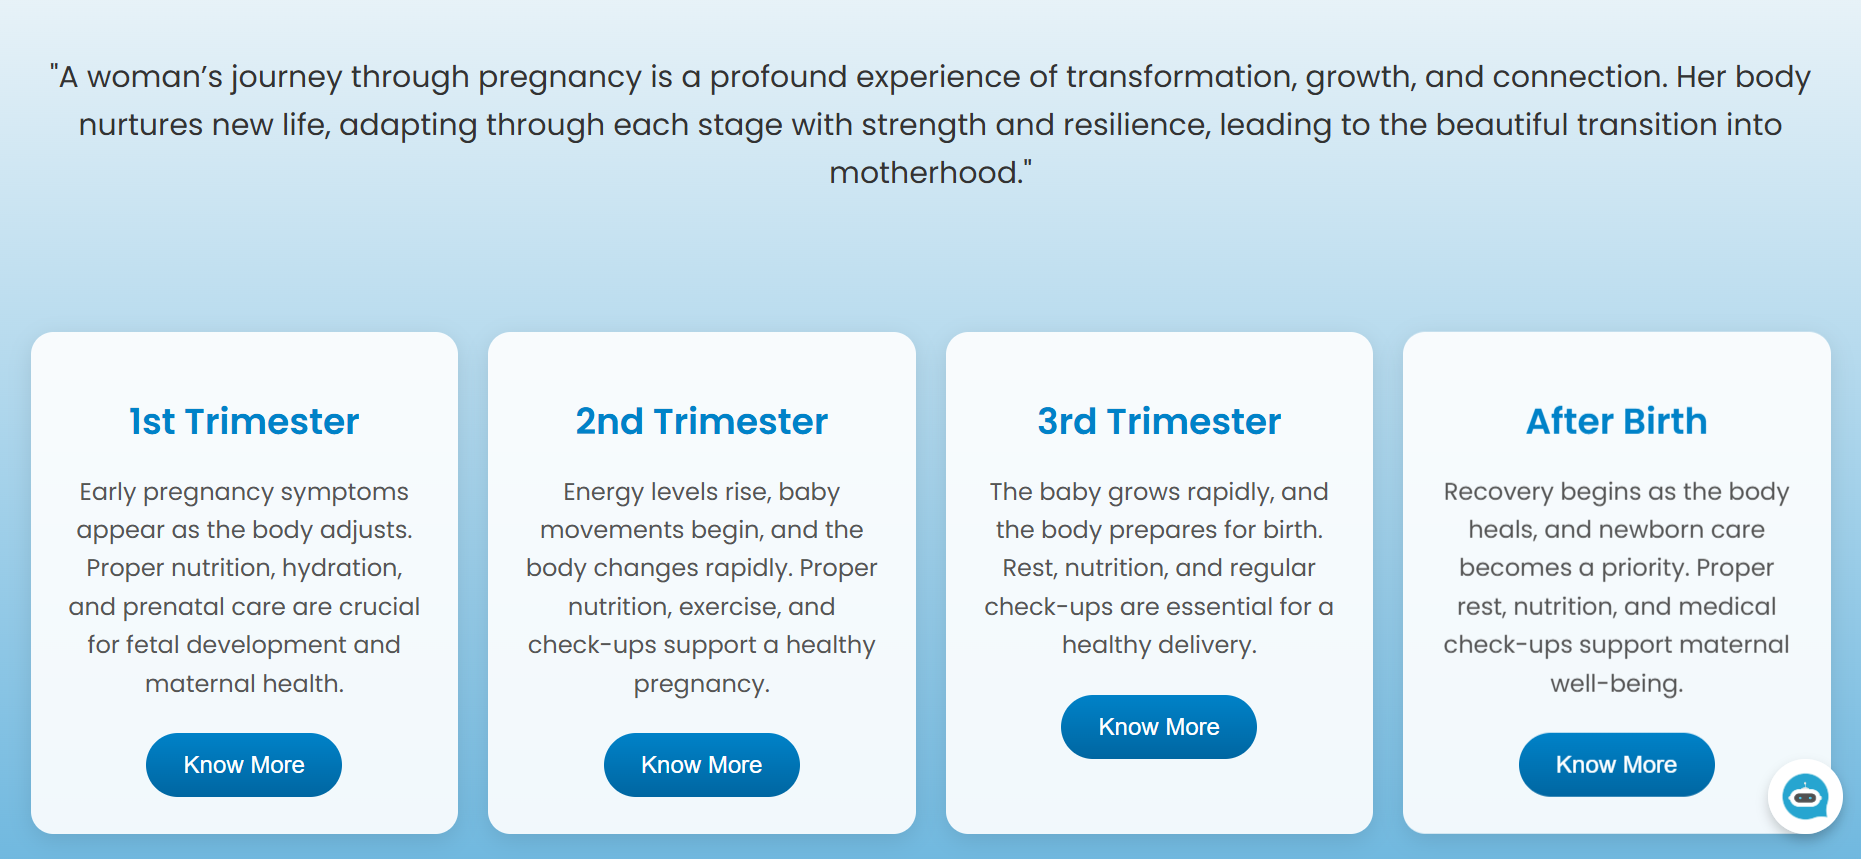 "A woman’s journey through pregnancy is a profound experience of transformation, growth, and connection. Her body
nurtures new life, adapting through each stage with strength and resilience, leading to the beautiful transition into
motherhood."
1st Trimester
Early pregnancy symptoms
appear as the body adjusts.
Proper nutrition, hydration,
and prenatal care are crucial
for fetal development and
maternal health.
Know More
2nd Trimester
Energy levels rise, baby
movements begin, and the
body changes rapidly. Proper
nutrition, exercise, and
check-ups support a healthy
pregnancy.
Know More
3rd Trimester
The baby grows rapidly, and
the body prepares for birth.
Rest, nutrition, and regular
check-ups are essential for a
healthy delivery.
Know More
After Birth
Recovery begins as the body
heals, and newborn care
becomes a priority. Proper
rest, nutrition, and medical
check-ups support maternal
well-being.
Know More